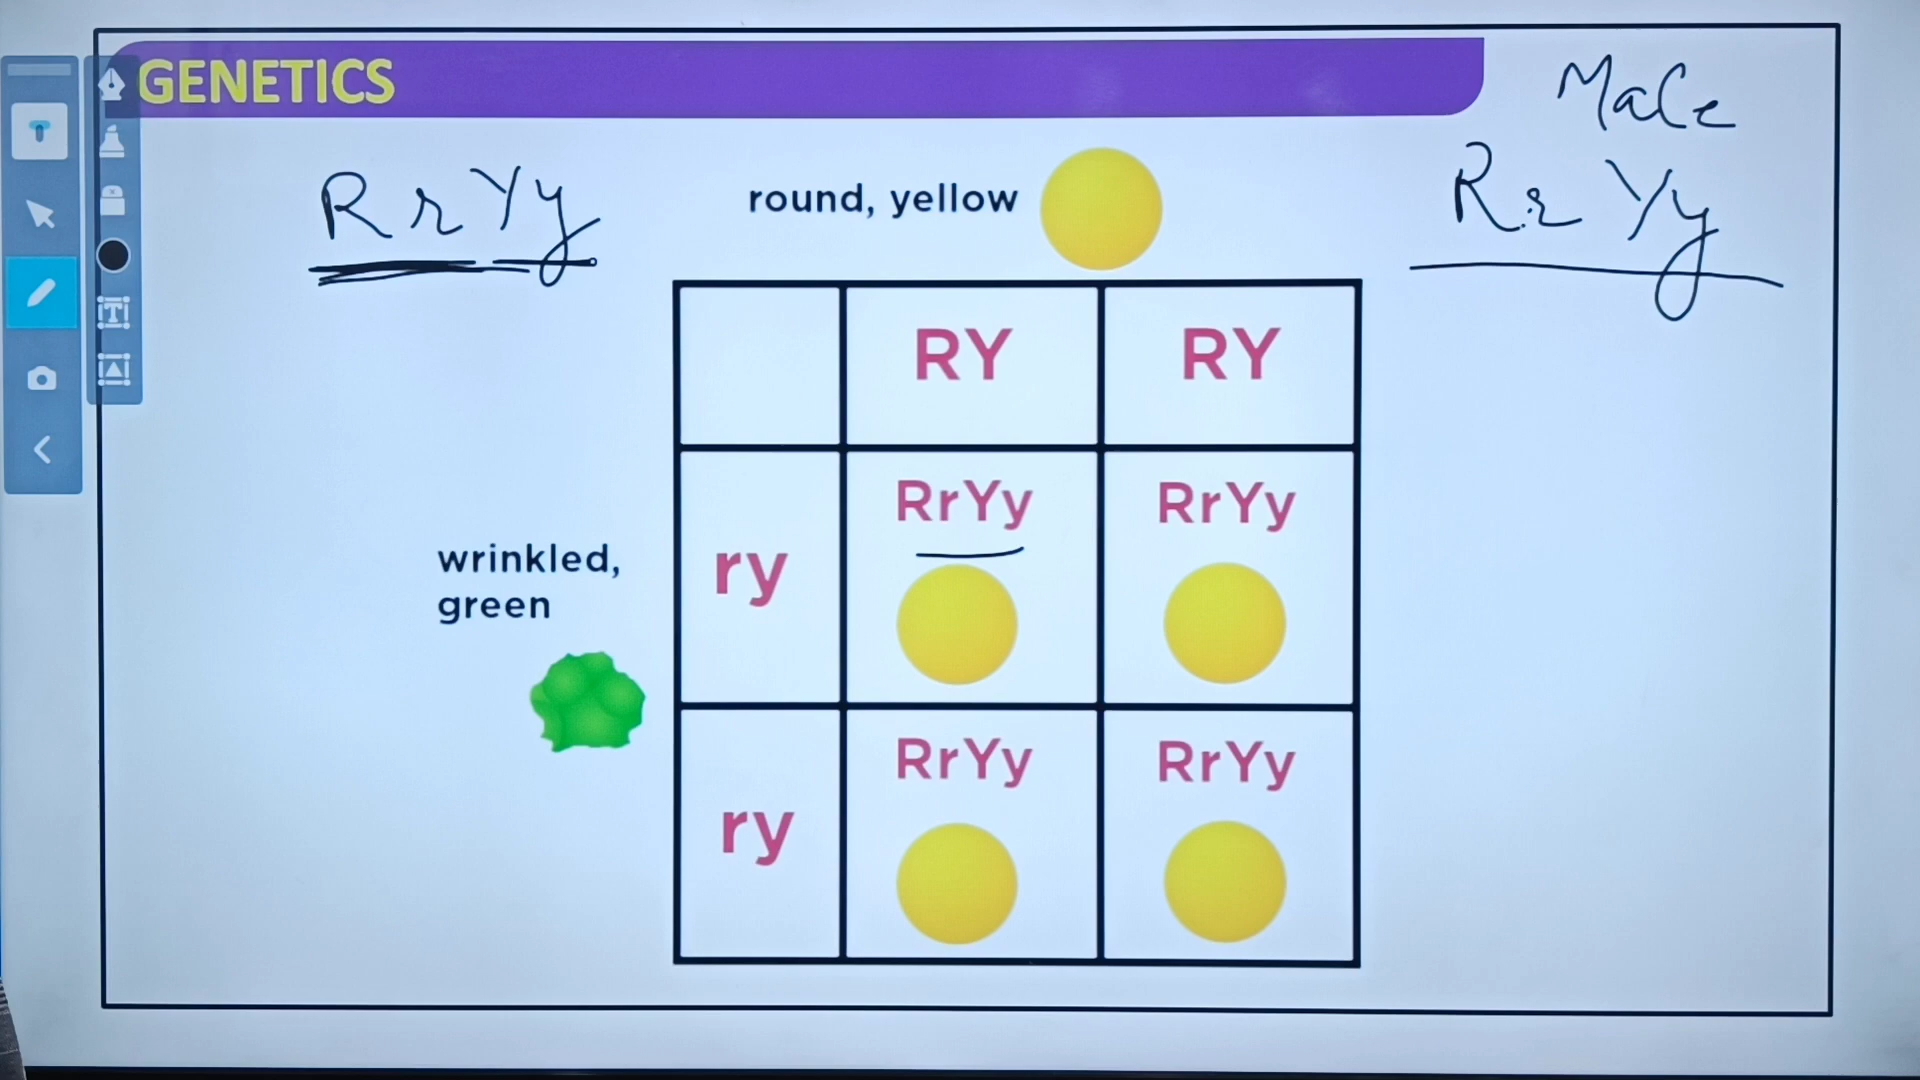 GENETICS
Male
RrYy
round, yellow
RrYy
RY RY
RrYy RrYy
wrinkled,
green
ry
RrYy RrYy
ry